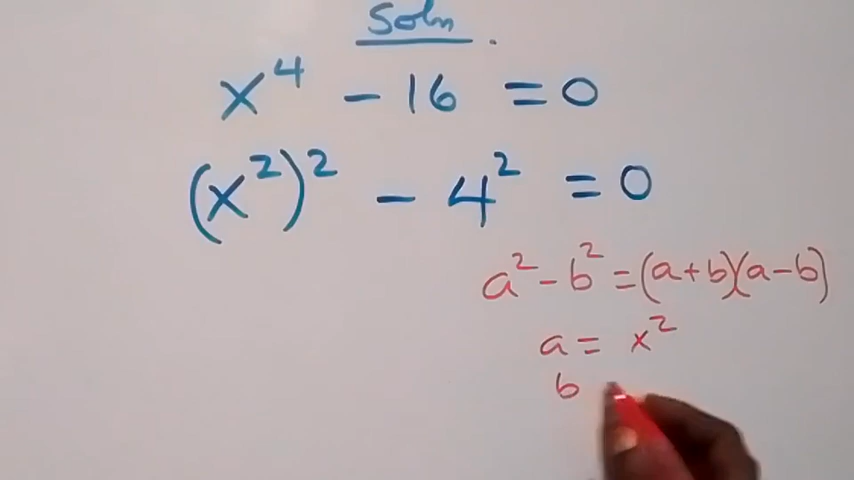 Soln.
x⁴ - 16 = 0
(x²)² - 4² = 0
a² - b² = (a+b)(a-b)
a = x²
b